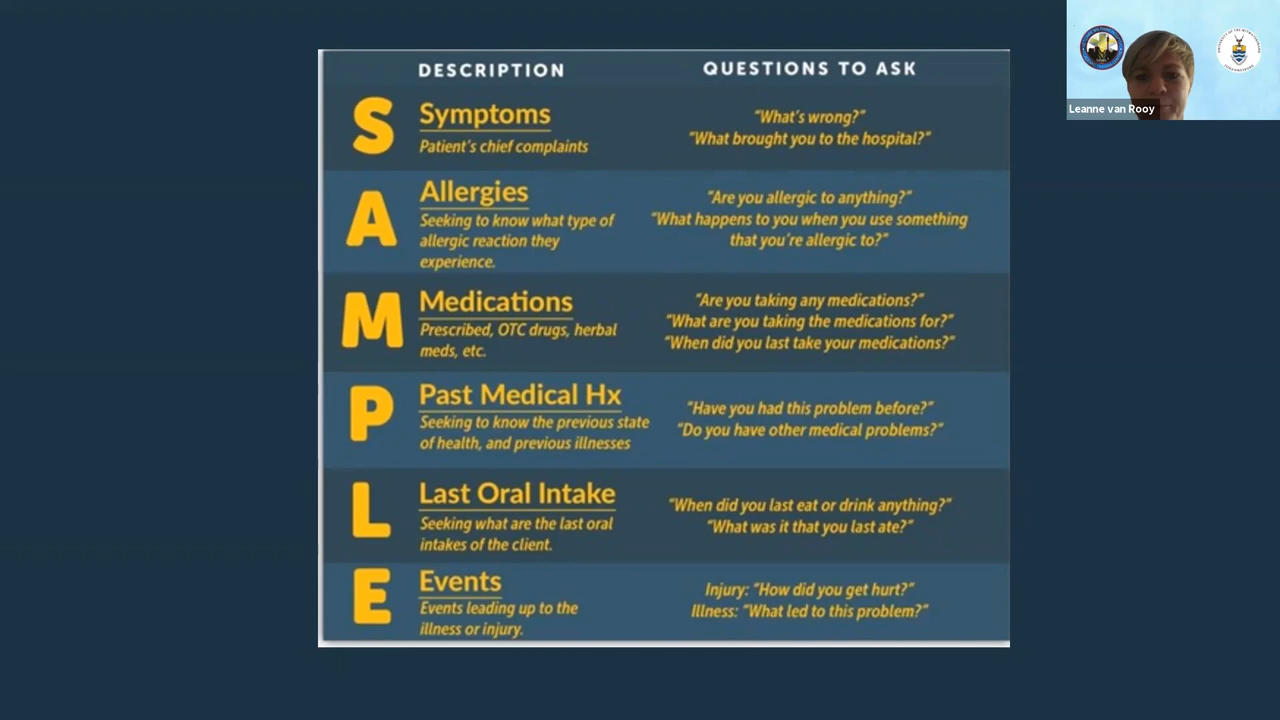 DESCRIPTION QUESTIONS TO ASK
S
Symptoms
Patient's chief complaints
"What's wrong?"
"What brought you to the hospital?"
A
Allergies
Seeking to know what type of
allergic reaction they
experience.
"Are you allergic to anything?"
"What happens to you when you use something
that you're allergic to?"
M
Medications
Prescribed, OTC drugs, herbal
meds, etc.
"Are you taking any medications?"
"What are you taking the medications for?"
"When did you last take your medications?"
P
Past Medical Hx
Seeking to know the previous state
of health, and previous illnesses
"Have you had this problem before?"
"Do you have other medical problems?"
L
Last Oral Intake
Seeking what are the last oral
intakes of the client.
"When did you last eat or drink anything?"
"What was it that you last ate?"
E
Events
Events leading up to the
illness or injury.
Injury: "How did you get hurt?"
Illness: "What led to this problem?"
Leanne van Rooy